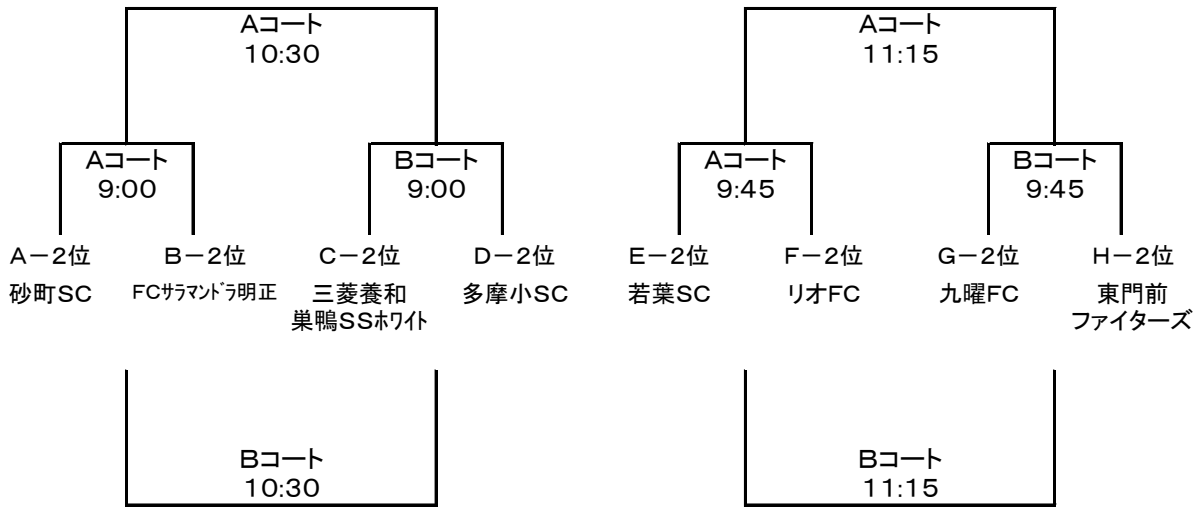 Aコート
10:30
Aコート
11:15
Aコート
9:00
Bコート
9:00
Aコート
9:45
Bコート
9:45
A-2位
B-2位
C-2位
D-2位
E-2位
F-2位
G-2位
H-2位
砂町SC
FCサラマンドラ明正
三菱養和
巣鴨SSホワイト
多摩小SC
若葉SC
リオFC
九曜FC
東門前
ファイターズ
Bコート
10:30
Bコート
11:15